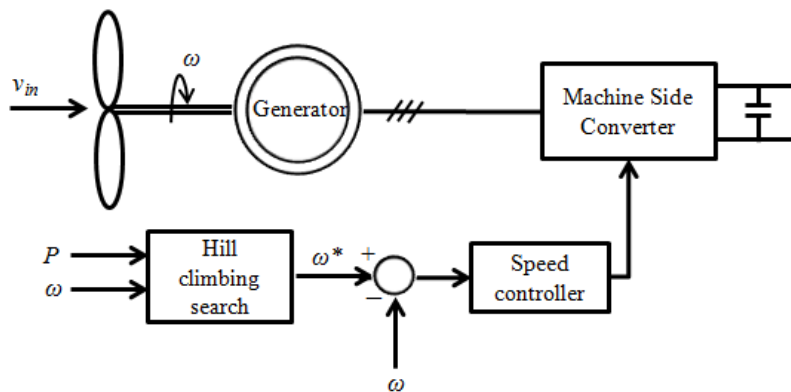 v_in
ω
Generator
Machine Side
Converter
P
ω
Hill
climbing
search
ω*
+
−
ω
Speed
controller